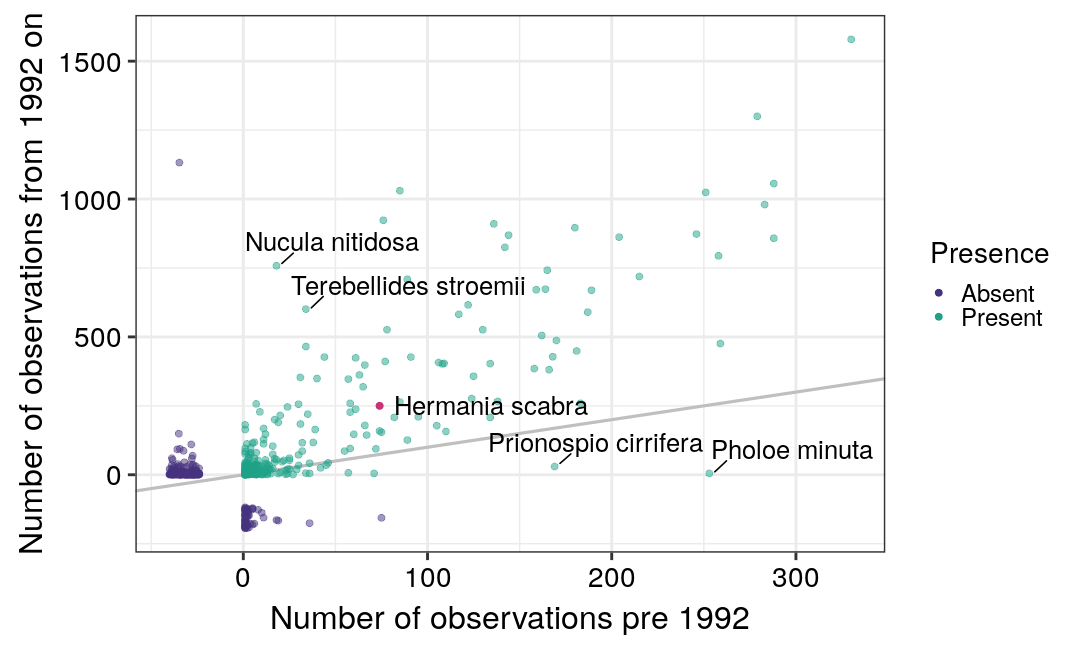 Number of observations from 1992 on
1500
1000
500
0
Nucula nitidosa
Terebellides stroemii
Hermania scabra
Prionospio cirrifera
Pholoe minuta
0 100 200 300
Number of observations pre 1992
Presence
Absent
Present